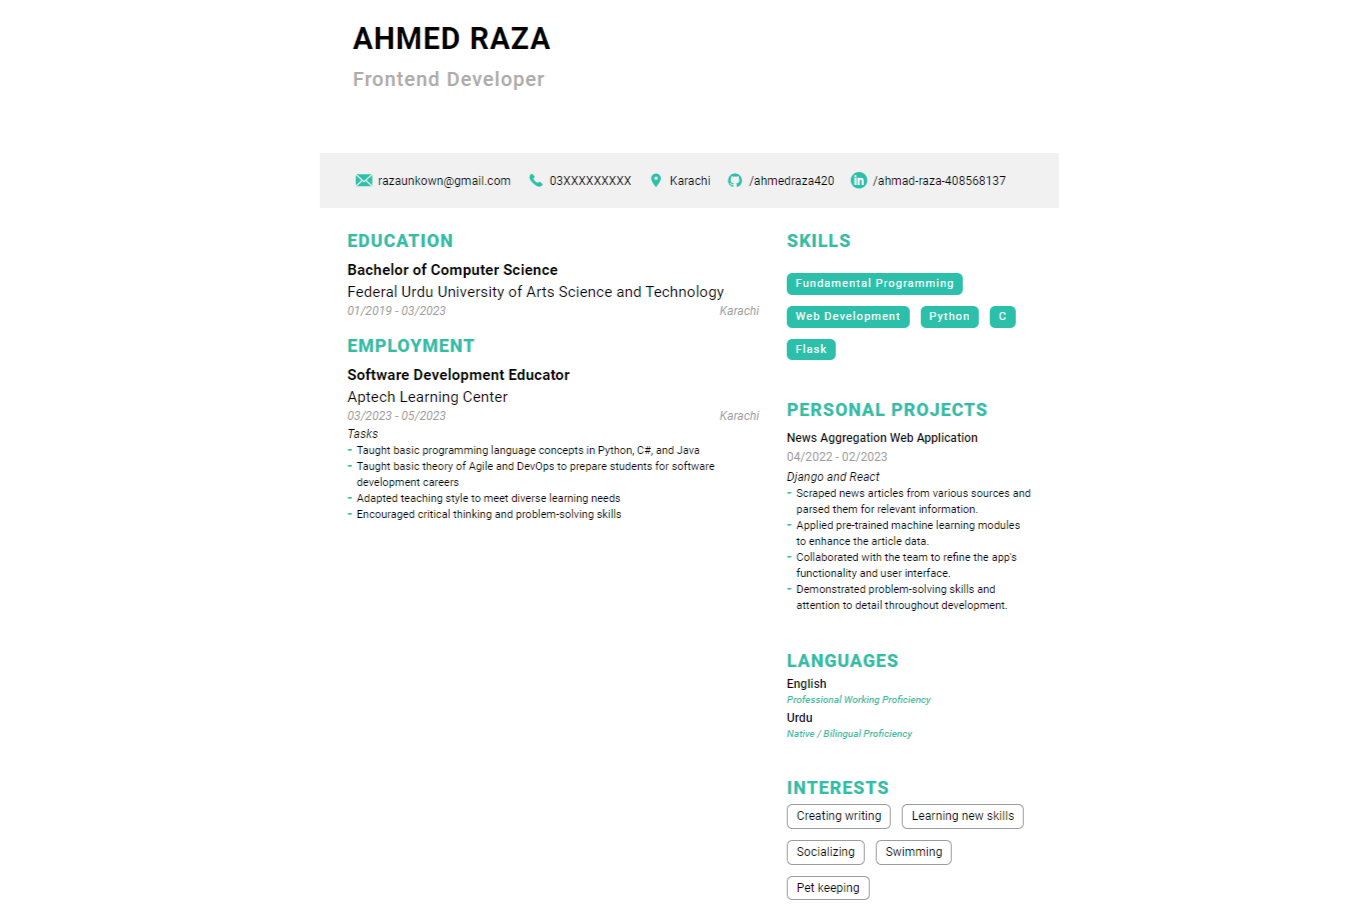 AHMED RAZA
Frontend Developer
razaunkown@gmail.com 03XXXXXXXXX Karachi /ahmedraza420 /ahmad-raza-408568137
EDUCATION
Bachelor of Computer Science
Federal Urdu University of Arts Science and Technology
01/2019 - 03/2023 Karachi
EMPLOYMENT
Software Development Educator
Aptech Learning Center
03/2023 - 05/2023 Karachi
Tasks
- Taught basic programming language concepts in Python, C#, and Java
- Taught basic theory of Agile and DevOps to prepare students for software
development careers
- Adapted teaching style to meet diverse learning needs
- Encouraged critical thinking and problem-solving skills
SKILLS
Fundamental Programming
Web Development Python C
Flask
PERSONAL PROJECTS
News Aggregation Web Application
04/2022 - 02/2023
Django and React
- Scraped news articles from various sources and
parsed them for relevant information.
- Applied pre-trained machine learning modules
to enhance the article data.
- Collaborated with the team to refine the app's
functionality and user interface.
- Demonstrated problem-solving skills and
attention to detail throughout development.
LANGUAGES
English
Professional Working Proficiency
Urdu
Native / Bilingual Proficiency
INTERESTS
Creating writing Learning new skills
Socializing Swimming
Pet keeping